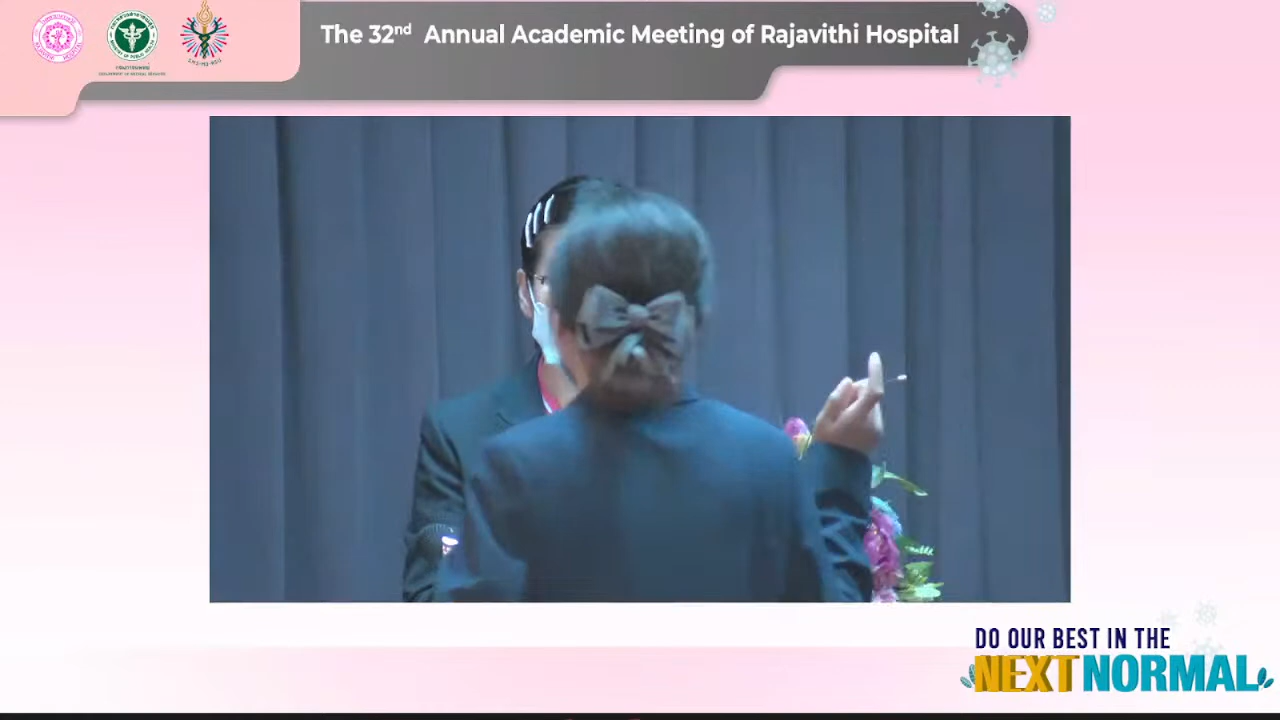 The 32nd Annual Academic Meeting of Rajavithi Hospital
DO OUR BEST IN THE
NEXT NORMAL